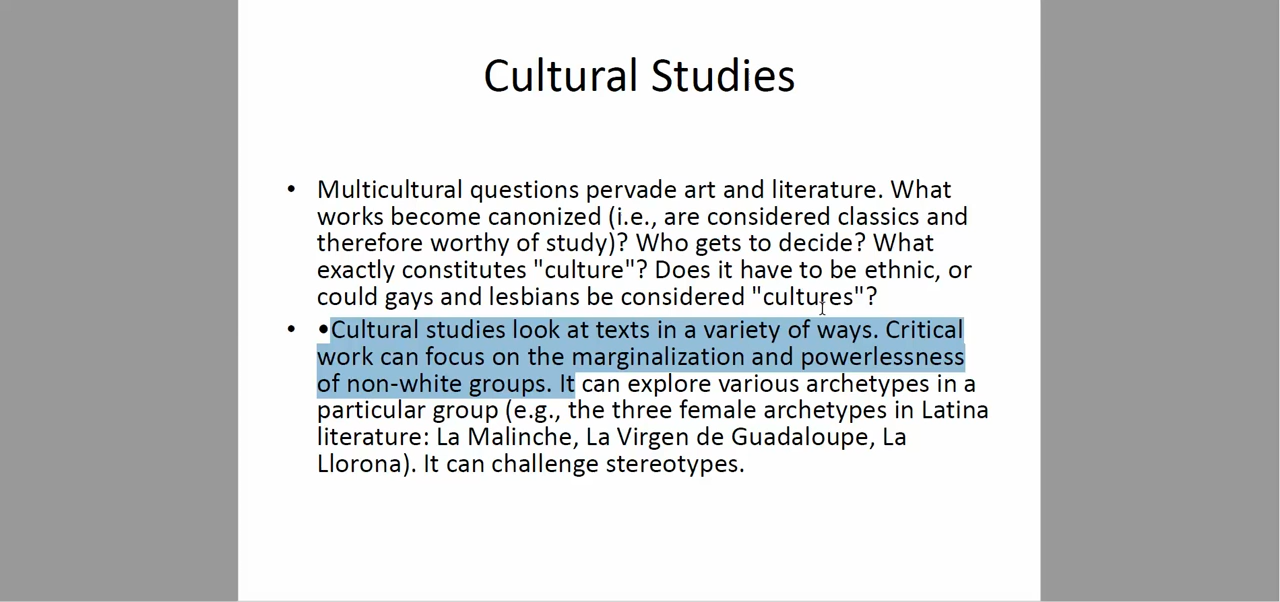 Cultural Studies
• Multicultural questions pervade art and literature. What
works become canonized (i.e., are considered classics and
therefore worthy of study)? Who gets to decide? What
exactly constitutes "culture"? Does it have to be ethnic, or
could gays and lesbians be considered "cultures"?
• •Cultural studies look at texts in a variety of ways. Critical
work can focus on the marginalization and powerlessness
of non-white groups. It can explore various archetypes in a
particular group (e.g., the three female archetypes in Latina
literature: La Malinche, La Virgen de Guadaloupe, La
Llorona). It can challenge stereotypes.